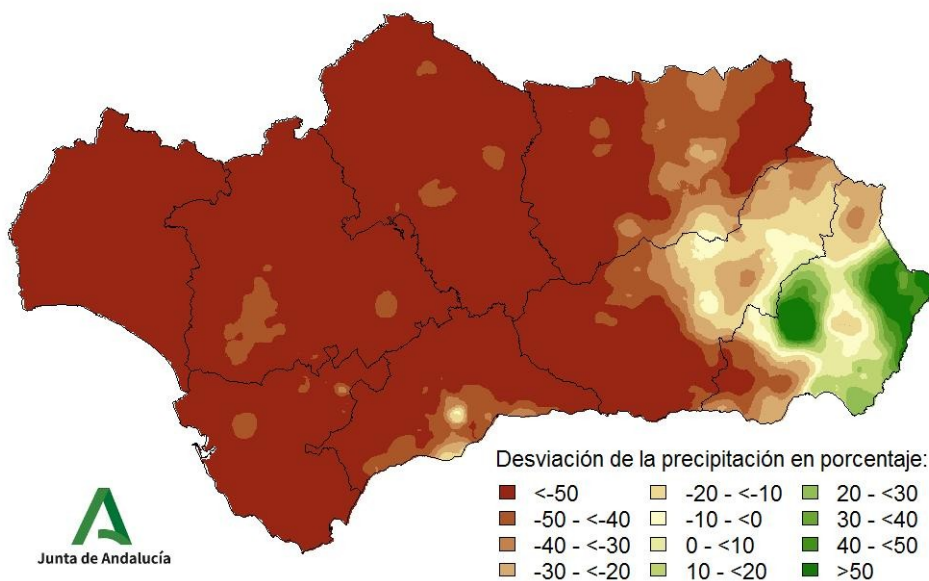 Desviación de la precipitación en porcentaje:
<-50
-50 - <-40
-40 - <-30
-30 - <-20
-20 - <-10
-10 - <0
0 - <10
10 - <20
20 - <30
30 - <40
40 - <50
>50
Junta de Andalucía